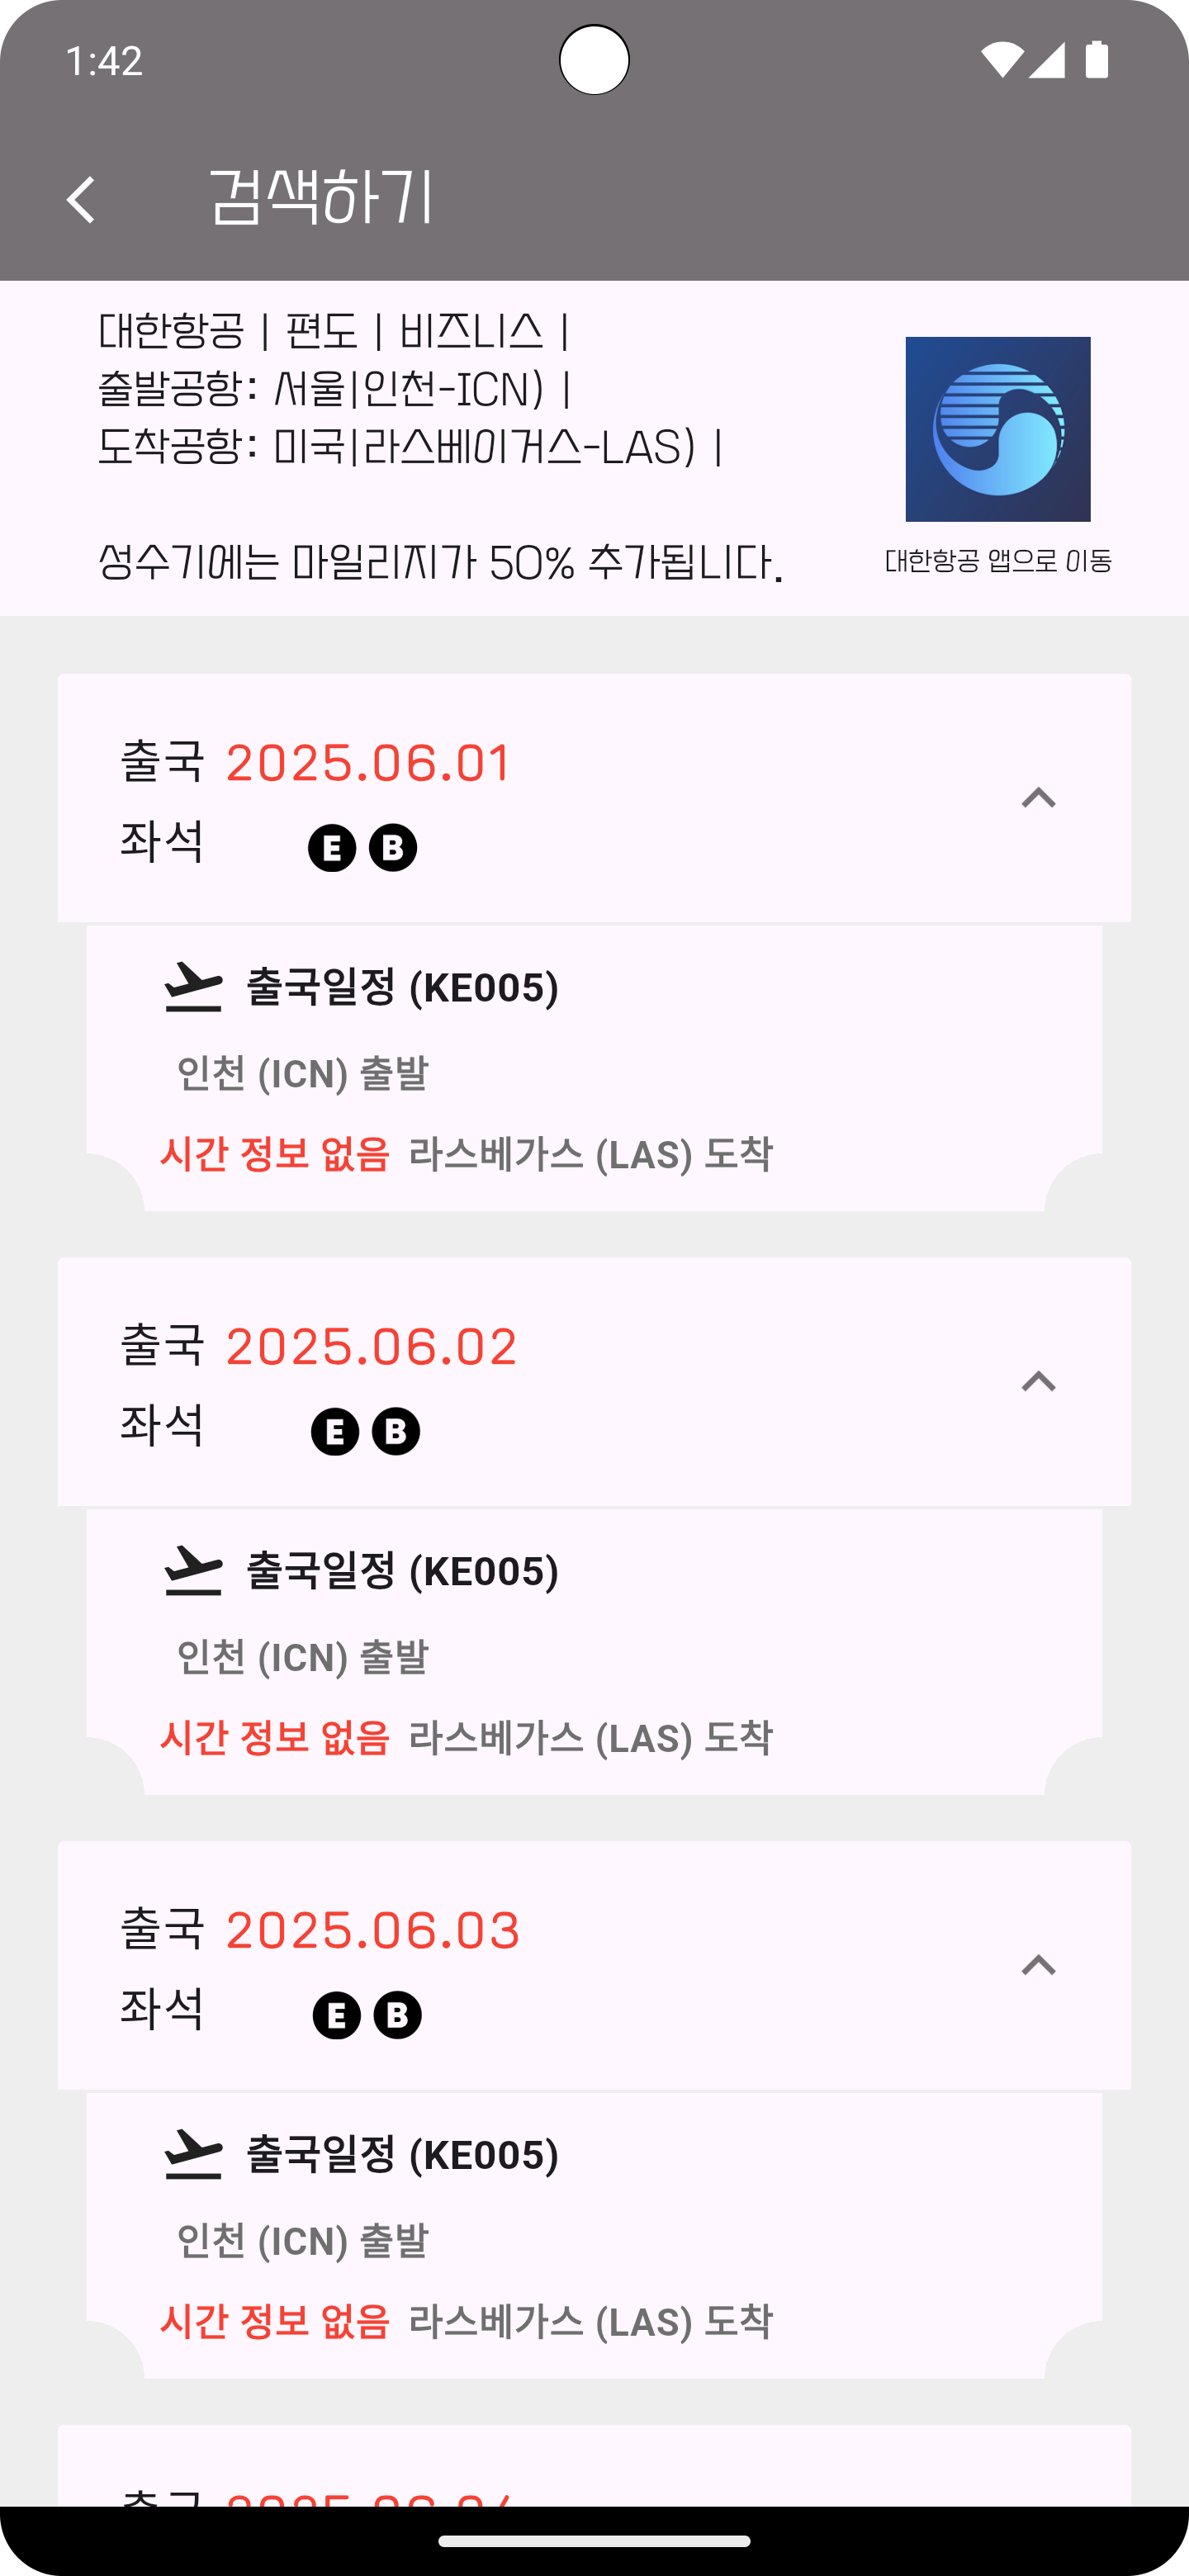 1:42
검색하기
대한항공 | 편도 | 비즈니스 |
출발공항: 서울|인천-ICN) |
도착공항: 미국|라스베이거스-LAS) |
성수기에는 마일리지가 50% 추가됩니다.
대한항공 앱으로 이동
출국 2025.06.01
좌석 E B
출국일정 (KE005)
인천 (ICN) 출발
시간 정보 없음 라스베가스 (LAS) 도착
출국 2025.06.02
좌석 E B
출국일정 (KE005)
인천 (ICN) 출발
시간 정보 없음 라스베가스 (LAS) 도착
출국 2025.06.03
좌석 E B
출국일정 (KE005)
인천 (ICN) 출발
시간 정보 없음 라스베가스 (LAS) 도착